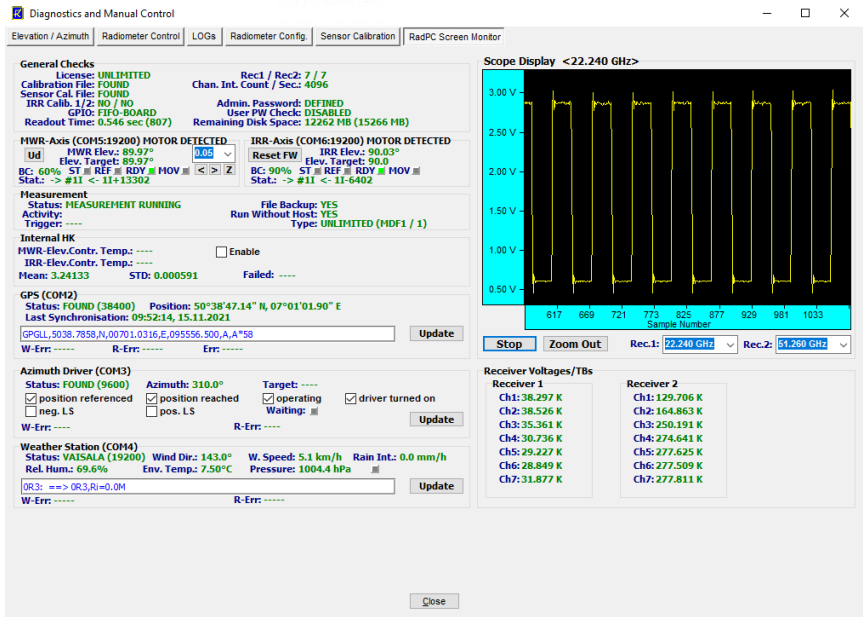 Diagnostics and Manual Control
Elevation / Azimuth Radiometer Control LOGs Radiometer Config. Sensor Calibration RadPC Screen Monitor
General Checks
License: UNLIMITED Rec1 / Rec2: 7 / 7
Calibration File: FOUND Chan. Int. Count / Sec.: 4096
Sensor Cal. File: FOUND
IRR Calib. 1/2: NO / NO Admin. Password: DEFINED
GPIO: FIFO-BOARD User PW Check: DISABLED
Readout Time: 0.546 sec (807) Remaining Disk Space: 12262 MB (15266 MB)
MWR-Axis (COM5:19200) MOTOR DETECTED
Ud MWR Elev.: 89.97° 0.05
Elev. Target: 89.97°
BC: 60% ST REF RDY MOV < > Z
Stat.: -> #1I <- 1I+13302
IRR-Axis (COM6:19200) MOTOR DETECTED
Reset FW IRR Elev.: 90.03°
Elev. Target: 90.0
BC: 90% ST REF RDY MOV
Stat.: -> #1I <- 1I-6402
Measurement
Status: MEASUREMENT RUNNING File Backup: YES
Activity: Run Without Host: YES
Trigger: ---- Type: UNLIMITED (MDF1 / 1)
Internal HK
MWR-Elev.Contr. Temp.: ---- Enable
IRR-Elev.Contr. Temp.: ----
Mean: 3.24133 STD: 0.000591 Failed: ----
GPS (COM2)
Status: FOUND (38400) Position: 50°38'47.14" N, 07°01'01.90" E
Last Synchronisation: 09:52:14, 15.11.2021
GPGLL,5038.7858,N,00701.0316,E,095556.500,A,A*58 Update
W-Err: ----- R-Err: ----- Err: -----
Azimuth Driver (COM3)
Status: FOUND (9600) Azimuth: 310.0° Target: ----
position referenced position reached operating driver turned on
neg. LS pos. LS Waiting:
W-Err: ---- R-Err: ---- Update
Weather Station (COM4)
Status: VAISALA (19200) Wind Dir.: 143.0° W. Speed: 5.1 km/h Rain Int.: 0.0 mm/h
Rel. Hum.: 69.6% Env. Temp.: 7.50°C Pressure: 1004.4 hPa
0R3: ==> 0R3,Ri=0.0M Update
W-Err: ----- R-Err: -----
Scope Display <22.240 GHz>
3.00 V
2.50 V
2.00 V
1.50 V
1.00 V
0.50 V
617 669 721 773 825 877 929 981 1033
Sample Number
Stop Zoom Out Rec.1: 22.240 GHz Rec.2: 51.260 GHz
Receiver Voltages/TBs
Receiver 1
Ch1: 38.297 K
Ch2: 38.526 K
Ch3: 35.361 K
Ch4: 30.736 K
Ch5: 29.227 K
Ch6: 28.849 K
Ch7: 31.877 K
Receiver 2
Ch1: 129.706 K
Ch2: 164.863 K
Ch3: 250.191 K
Ch4: 274.641 K
Ch5: 277.625 K
Ch6: 277.509 K
Ch7: 277.811 K
Close